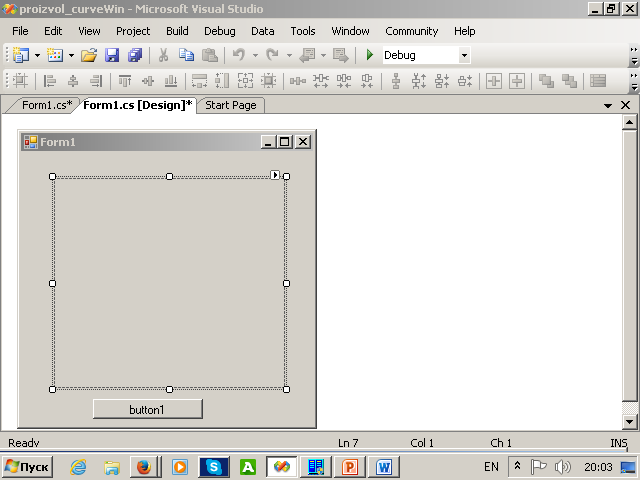 proizvol_curveWin - Microsoft Visual Studio
File Edit View Project Build Debug Data Tools Window Community Help
Debug
Form1.cs* Form1.cs [Design]* Start Page
Form1
button1
Ready Ln 7 Col 1 Ch 1 INS
Пуск EN 20:03